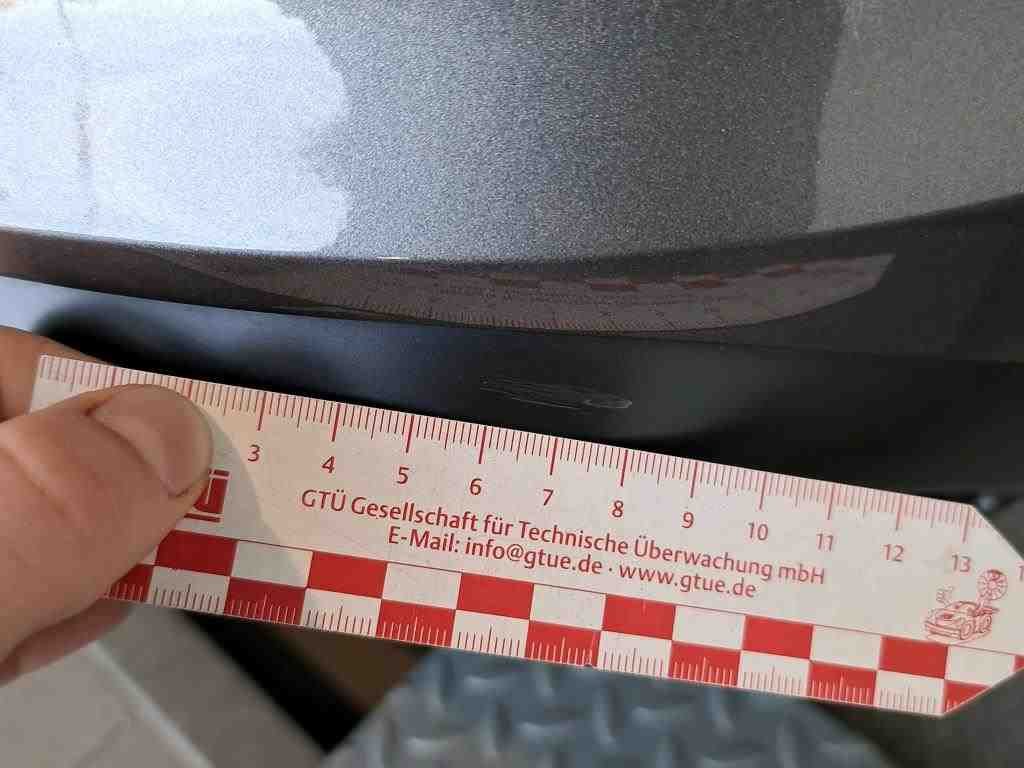 3 4 5 6 7 8 9 10 11 12 13
GTÜ Gesellschaft für Technische Überwachung mbH
E-Mail: info@gtue.de · www.gtue.de